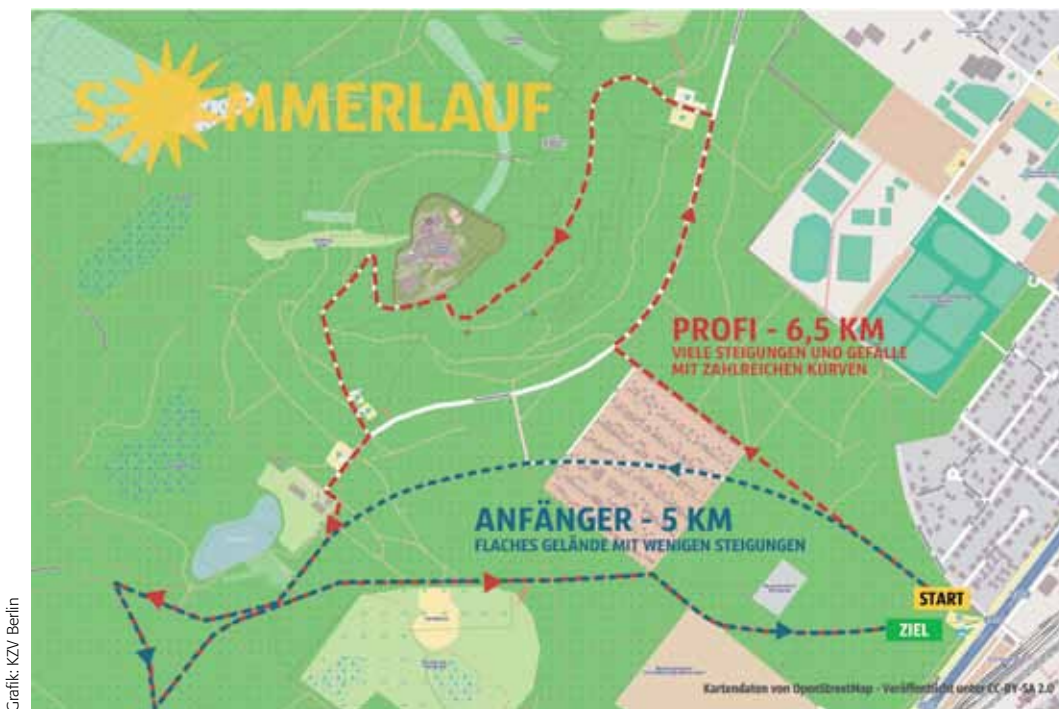 SOMMERLAUF
PROFI - 6,5 KM
VIELE STEIGUNGEN UND GEFÄLLE
MIT ZAHLREICHEN KURVEN
ANFÄNGER - 5 KM
FLACHES GELÄNDE MIT WENIGEN STEIGUNGEN
START
ZIEL
Kartendaten von OpenStreetMap - Veröffentlicht unter CC-BY-SA 2.0
Grafik: KZV Berlin